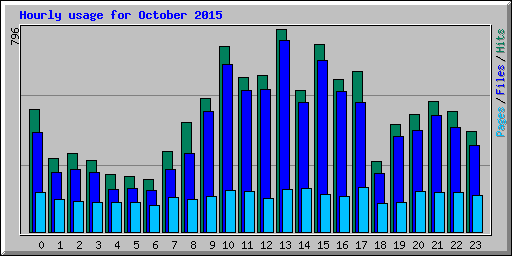 Hourly usage for October 2015
796
Pages/Files/Hits
0 1 2 3 4 5 6 7 8 9 10 11 12 13 14 15 16 17 18 19 20 21 22 23